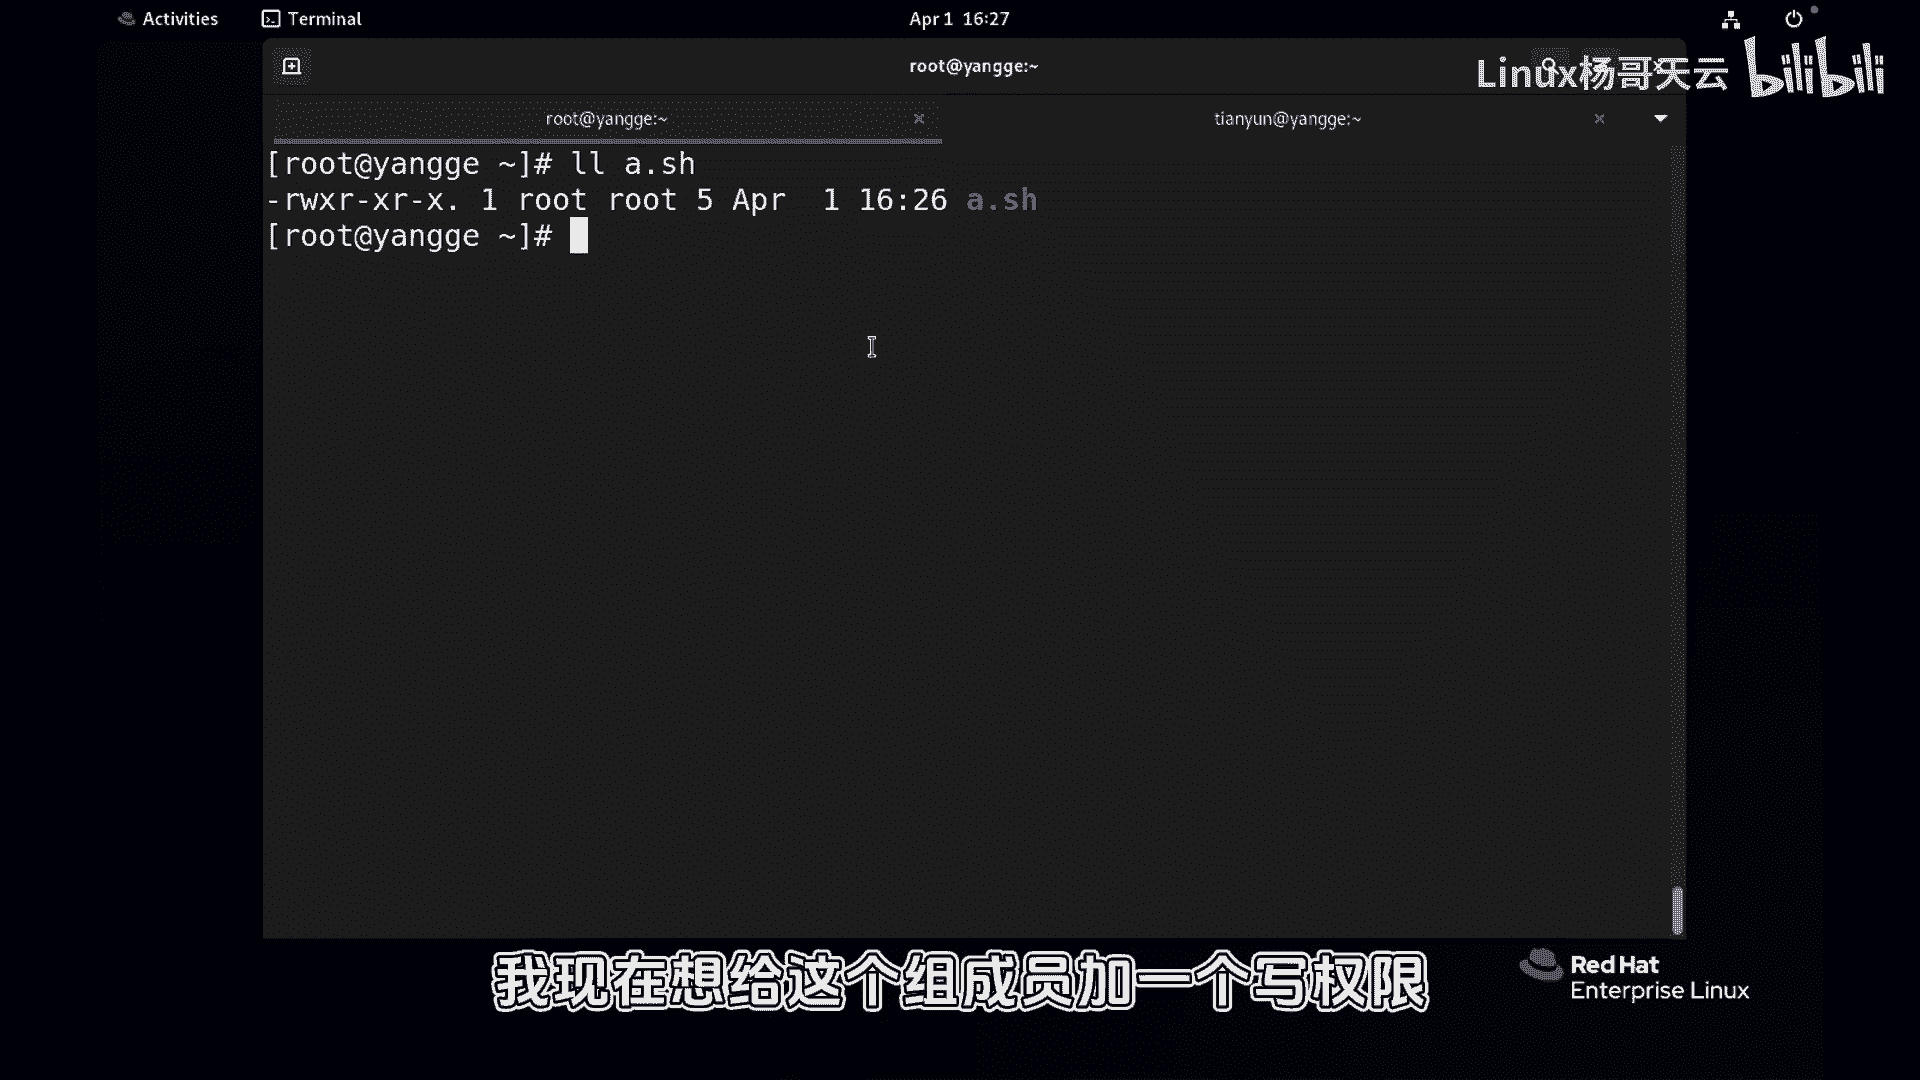 Activities
Terminal
Apr 1 16:27
root@yangge:~
Linux杨哥天云 bilibili
root@yangge:~
tianyun@yangge:~
[root@yangge ~]# ll a.sh
-rwxr-xr-x. 1 root root 5 Apr  1 16:26 a.sh
[root@yangge ~]#
我现在想给这个组成员加一个写权限
Red Hat
Enterprise Linux